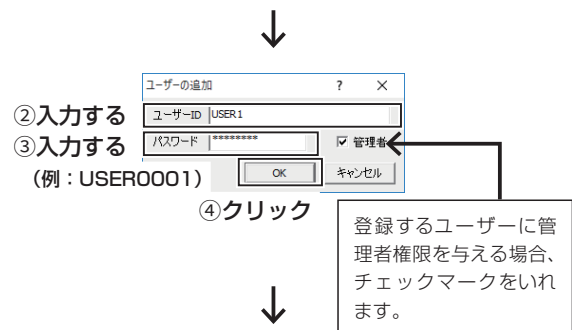 ↓
ユーザーの追加 ? ×
②入力する ユーザーID USER1
③入力する パスワード ******** 管理者
(例:USER0001) OK キャンセル
④クリック
登録するユーザーに管
理者権限を与える場合、
チェックマークをいれ
ます。
↓